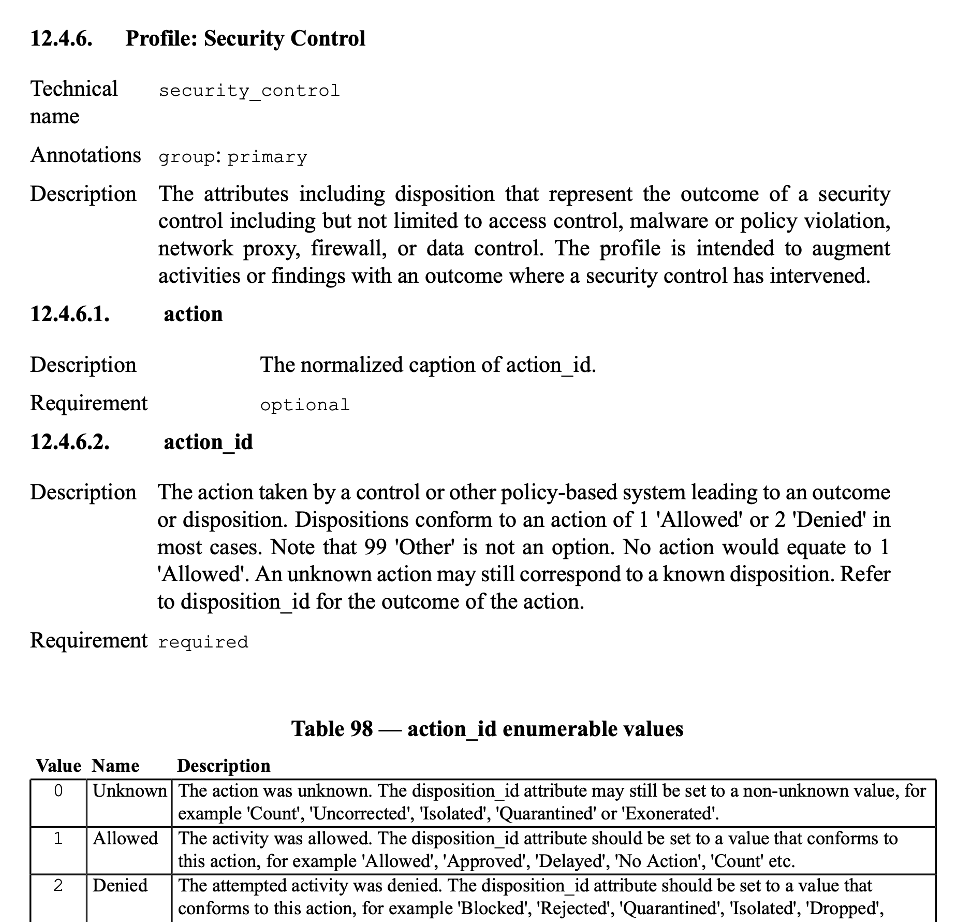 12.4.6. Profile: Security Control
Technical name security_control
Annotations group: primary
Description The attributes including disposition that represent the outcome of a security
control including but not limited to access control, malware or policy violation,
network proxy, firewall, or data control. The profile is intended to augment
activities or findings with an outcome where a security control has intervened.
12.4.6.1. action
Description The normalized caption of action_id.
Requirement optional
12.4.6.2. action_id
Description The action taken by a control or other policy-based system leading to an outcome
or disposition. Dispositions conform to an action of 1 'Allowed' or 2 'Denied' in
most cases. Note that 99 'Other' is not an option. No action would equate to 1
'Allowed'. An unknown action may still correspond to a known disposition. Refer
to disposition_id for the outcome of the action.
Requirement required
Table 98 — action_id enumerable values
Value Name Description
0 Unknown The action was unknown. The disposition_id attribute may still be set to a non-unknown value, for
example 'Count', 'Uncorrected', 'Isolated', 'Quarantined' or 'Exonerated'.
1 Allowed The activity was allowed. The disposition_id attribute should be set to a value that conforms to
this action, for example 'Allowed', 'Approved', 'Delayed', 'No Action', 'Count' etc.
2 Denied The attempted activity was denied. The disposition_id attribute should be set to a value that
conforms to this action, for example 'Blocked', 'Rejected', 'Quarantined', 'Isolated', 'Dropped',